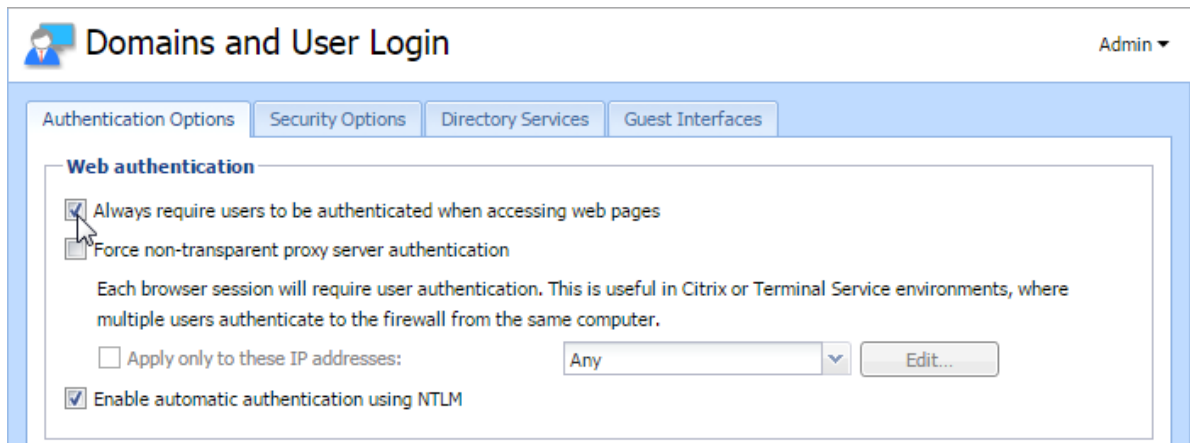 Domains and User Login
Admin
Authentication Options
Security Options
Directory Services
Guest Interfaces
Web authentication
Always require users to be authenticated when accessing web pages
Force non-transparent proxy server authentication
Each browser session will require user authentication. This is useful in Citrix or Terminal Service environments, where
multiple users authenticate to the firewall from the same computer.
Apply only to these IP addresses:
Any
Edit...
Enable automatic authentication using NTLM